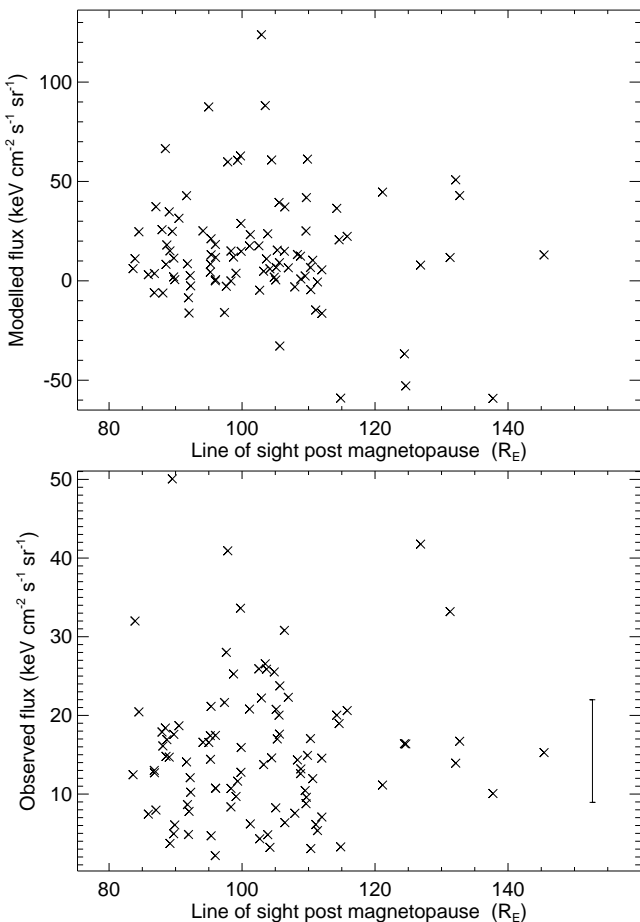 Modelled flux (keV cm⁻² s⁻¹ sr⁻¹)
100
50
0
-50
80 100 120 140
Line of sight post magnetopause (R_E)
Observed flux (keV cm⁻² s⁻¹ sr⁻¹)
50
40
30
20
10
80 100 120 140
Line of sight post magnetopause (R_E)